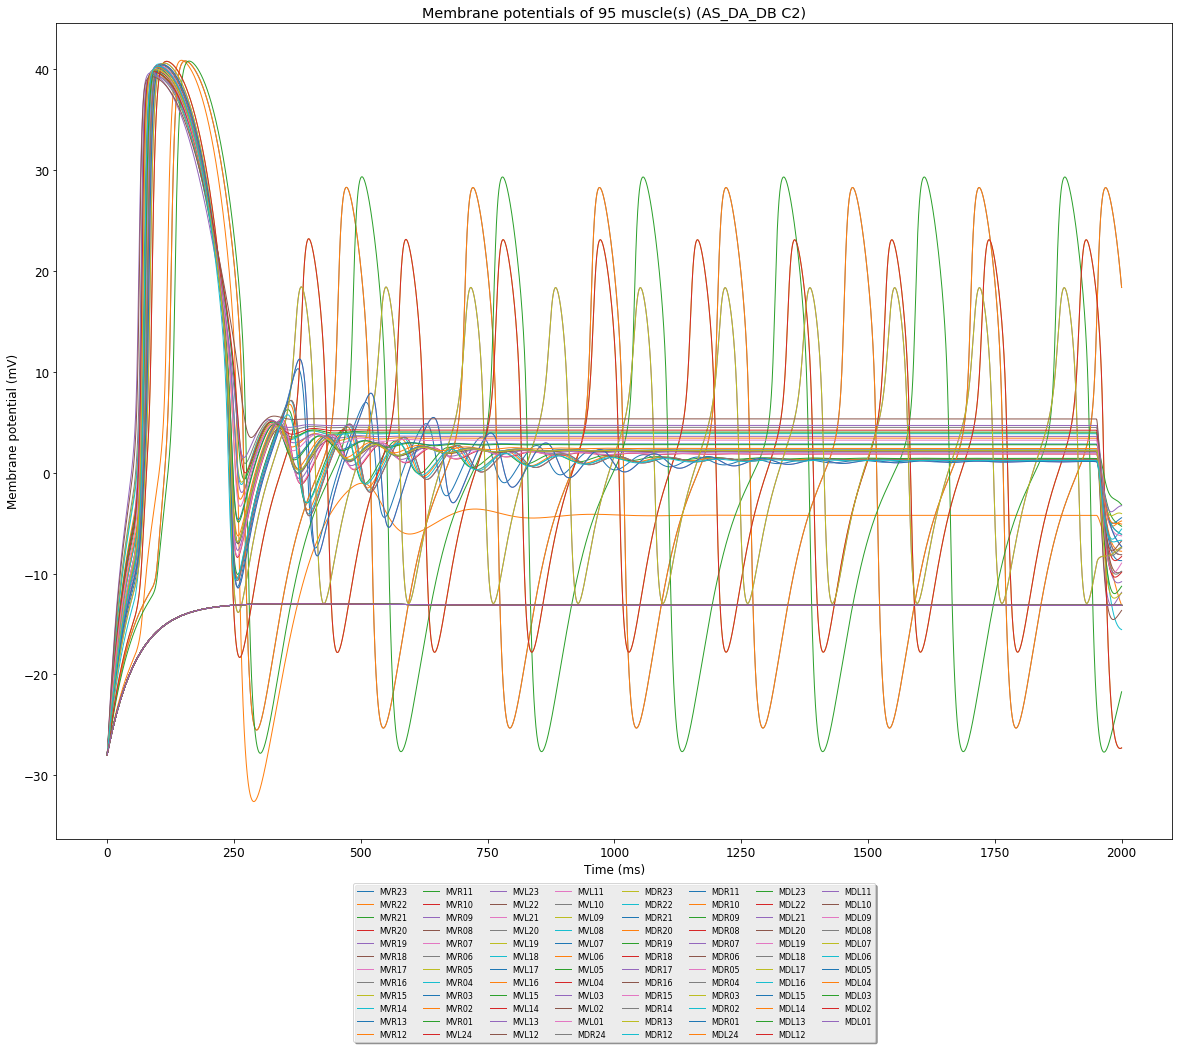 Membrane potentials of 95 muscle(s) (AS_DA_DB C2)
Membrane potential (mV)
40
30
20
10
0
−10
−20
−30
0 250 500 750 1000 1250 1500 1750 2000
Time (ms)
MVR23 MVR11 MVL23 MVL11 MDR23 MDR11 MDL23 MDL11
MVR22 MVR10 MVL22 MVL10 MDR22 MDR10 MDL22 MDL10
MVR21 MVR09 MVL21 MVL09 MDR21 MDR09 MDL21 MDL09
MVR20 MVR08 MVL20 MVL08 MDR20 MDR08 MDL20 MDL08
MVR19 MVR07 MVL19 MVL07 MDR19 MDR07 MDL19 MDL07
MVR18 MVR06 MVL18 MVL06 MDR18 MDR06 MDL18 MDL06
MVR17 MVR05 MVL17 MVL05 MDR17 MDR05 MDL17 MDL05
MVR16 MVR04 MVL16 MVL04 MDR16 MDR04 MDL16 MDL04
MVR15 MVR03 MVL15 MVL03 MDR15 MDR03 MDL15 MDL03
MVR14 MVR02 MVL14 MVL02 MDR14 MDR02 MDL14 MDL02
MVR13 MVR01 MVL13 MVL01 MDR13 MDR01 MDL13 MDL01
MVR12 MVL24 MVL12 MDR24 MDR12 MDL24 MDL12